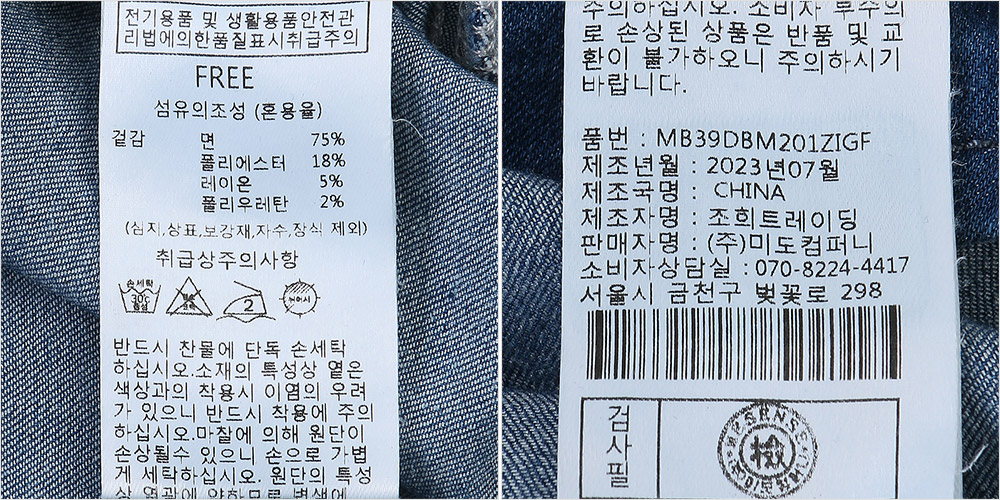 전기용품 및 생활용품안전관
리법에의한품질표시취급주의
FREE
섬유의조성 (혼용율)
겉감 면 75%
폴리에스터 18%
레이온 5%
폴리우레탄 2%
(심지,상표,보강재,자수,장식 제외)
취급상주의사항
손세탁
30℃
중성
2
뉘어서
반드시 찬물에 단독 손세탁
하십시오.소재의 특성상 옅은
색상과의 착용시 이염의 우려
가 있으니 반드시 착용에 주의
하십시오.마찰에 의해 원단이
손상될수 있으니 손으로 가볍
게 세탁하십시오. 원단의 특성
상 열광에 약하므로 변색에
주의하십시오. 소비자 부주의
로 손상된 상품은 반품 및 교
환이 불가하오니 주의하시기
바랍니다.
품번 : MB39DBM201ZIGF
제조년월 : 2023년07월
제조국명 : CHINA
제조자명 : 조희트레이딩
판매자명 : (주)미도컴퍼니
소비자상담실 : 070-8224-4417
서울시 금천구 벚꽃로 298
검사필
檢